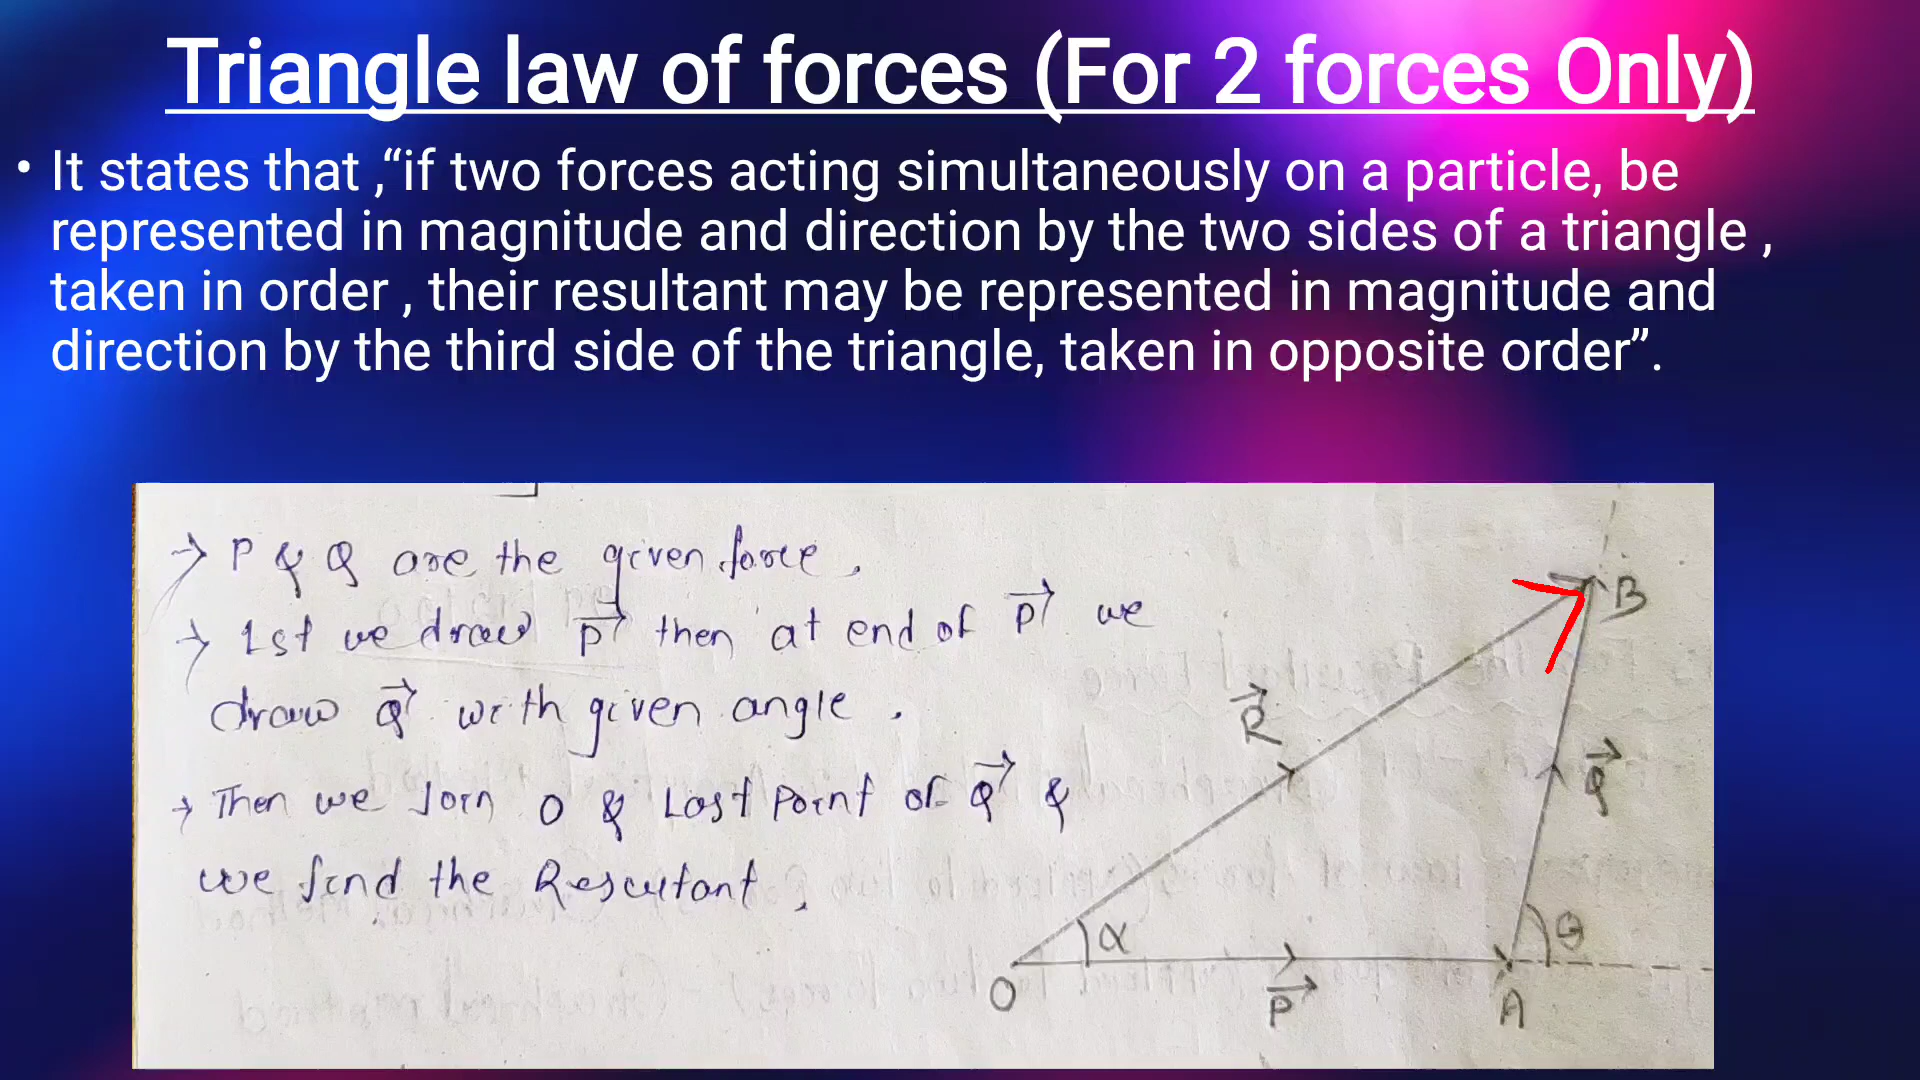 Triangle law of forces (For 2 forces Only)
• It states that ,“if two forces acting simultaneously on a particle, be
represented in magnitude and direction by the two sides of a triangle ,
taken in order , their resultant may be represented in magnitude and
direction by the third side of the triangle, taken in opposite order”.
→ P & Q are the given force.
→ 1st we draw P⃗ then at end of P⃗ we
draw Q⃗ with given angle.
→ Then we Join O & Last Point of Q⃗ &
we find the Resultant.
B
R⃗
Q⃗
α
θ
O
P⃗
A